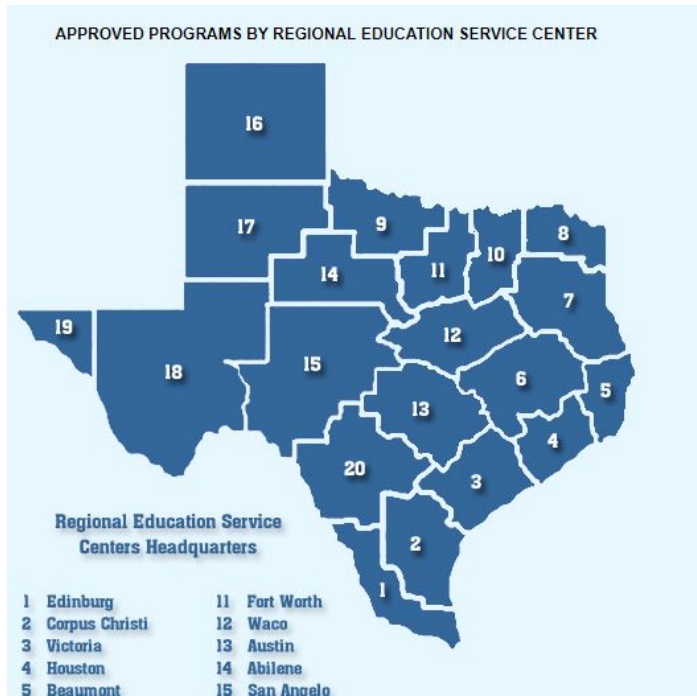 APPROVED PROGRAMS BY REGIONAL EDUCATION SERVICE CENTER
16
17
9
8
10
14
11
7
19
12
18
15
6
5
13
4
20
3
2
1
Regional Education Service
Centers Headquarters
1 Edinburg
2 Corpus Christi
3 Victoria
4 Houston
5 Beaumont
11 Fort Worth
12 Waco
13 Austin
14 Abilene
15 San Angelo